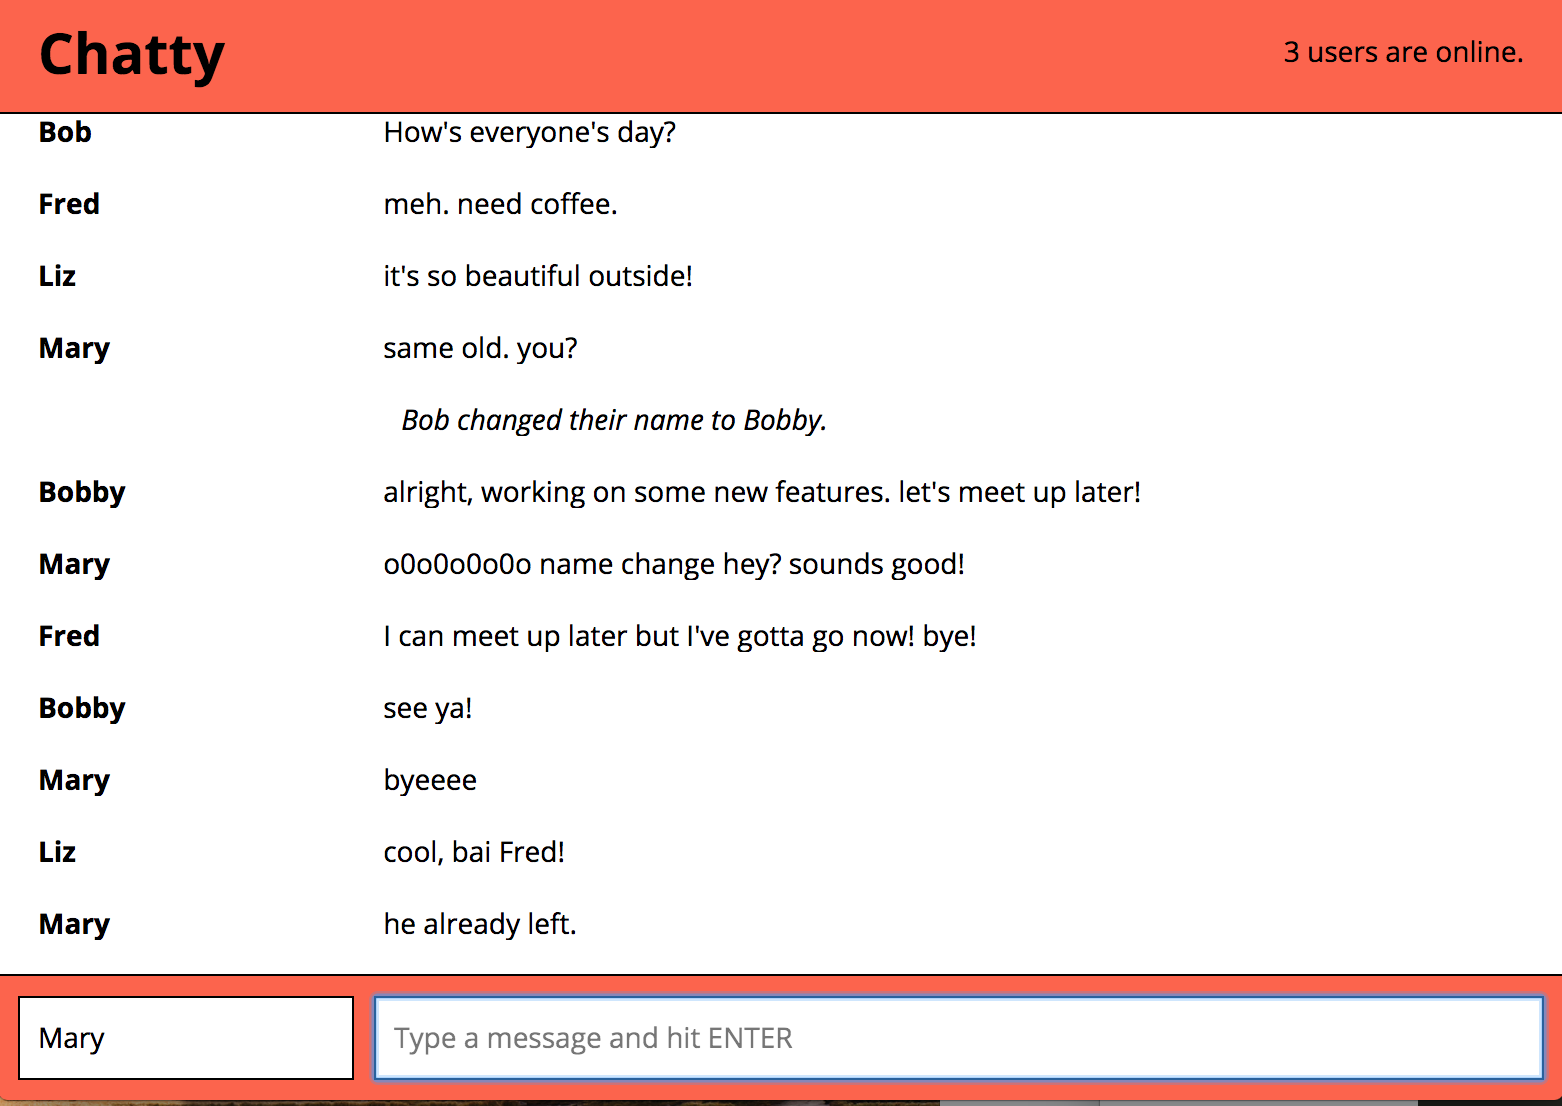 Chatty
3 users are online.
Bob How's everyone's day?
Fred meh. need coffee.
Liz it's so beautiful outside!
Mary same old. you?
Bob changed their name to Bobby.
Bobby alright, working on some new features. let's meet up later!
Mary o0o0o0o0o name change hey? sounds good!
Fred I can meet up later but I've gotta go now! bye!
Bobby see ya!
Mary byeeee
Liz cool, bai Fred!
Mary he already left.
Mary Type a message and hit ENTER